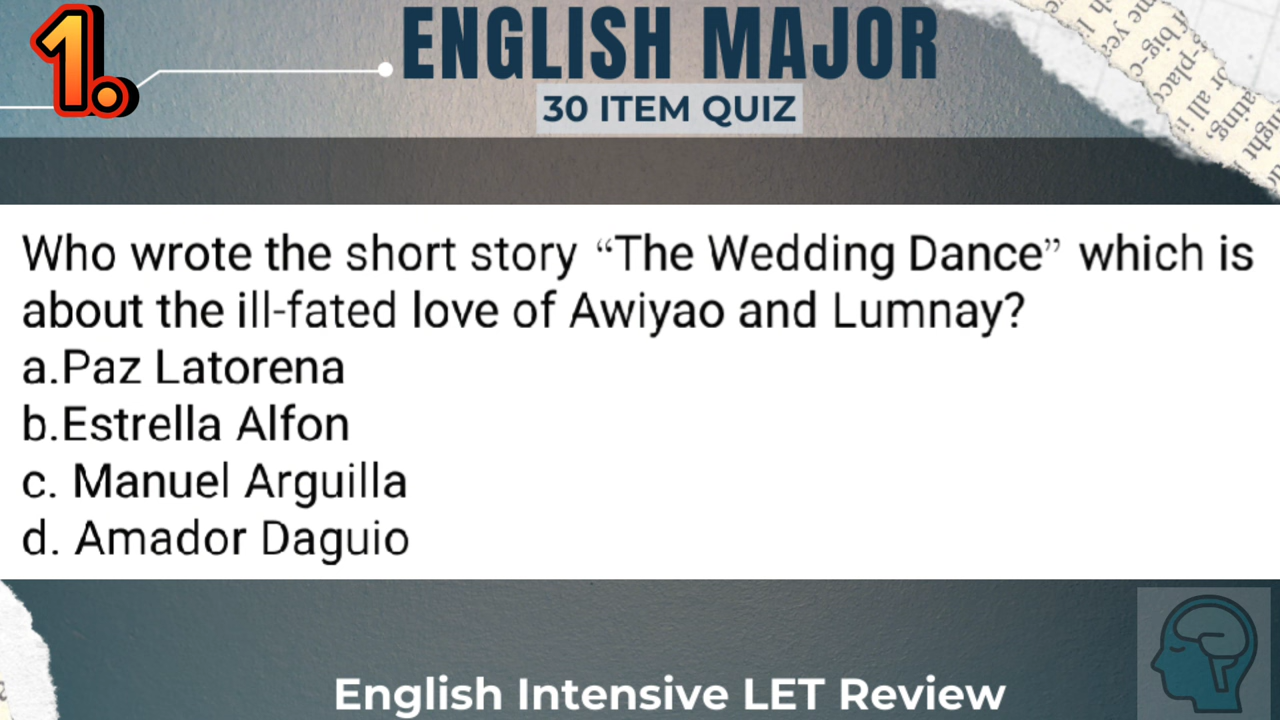 1.
ENGLISH MAJOR
30 ITEM QUIZ
Who wrote the short story “The Wedding Dance” which is
about the ill-fated love of Awiyao and Lumnay?
a.Paz Latorena
b.Estrella Alfon
c. Manuel Arguilla
d. Amador Daguio
English Intensive LET Review